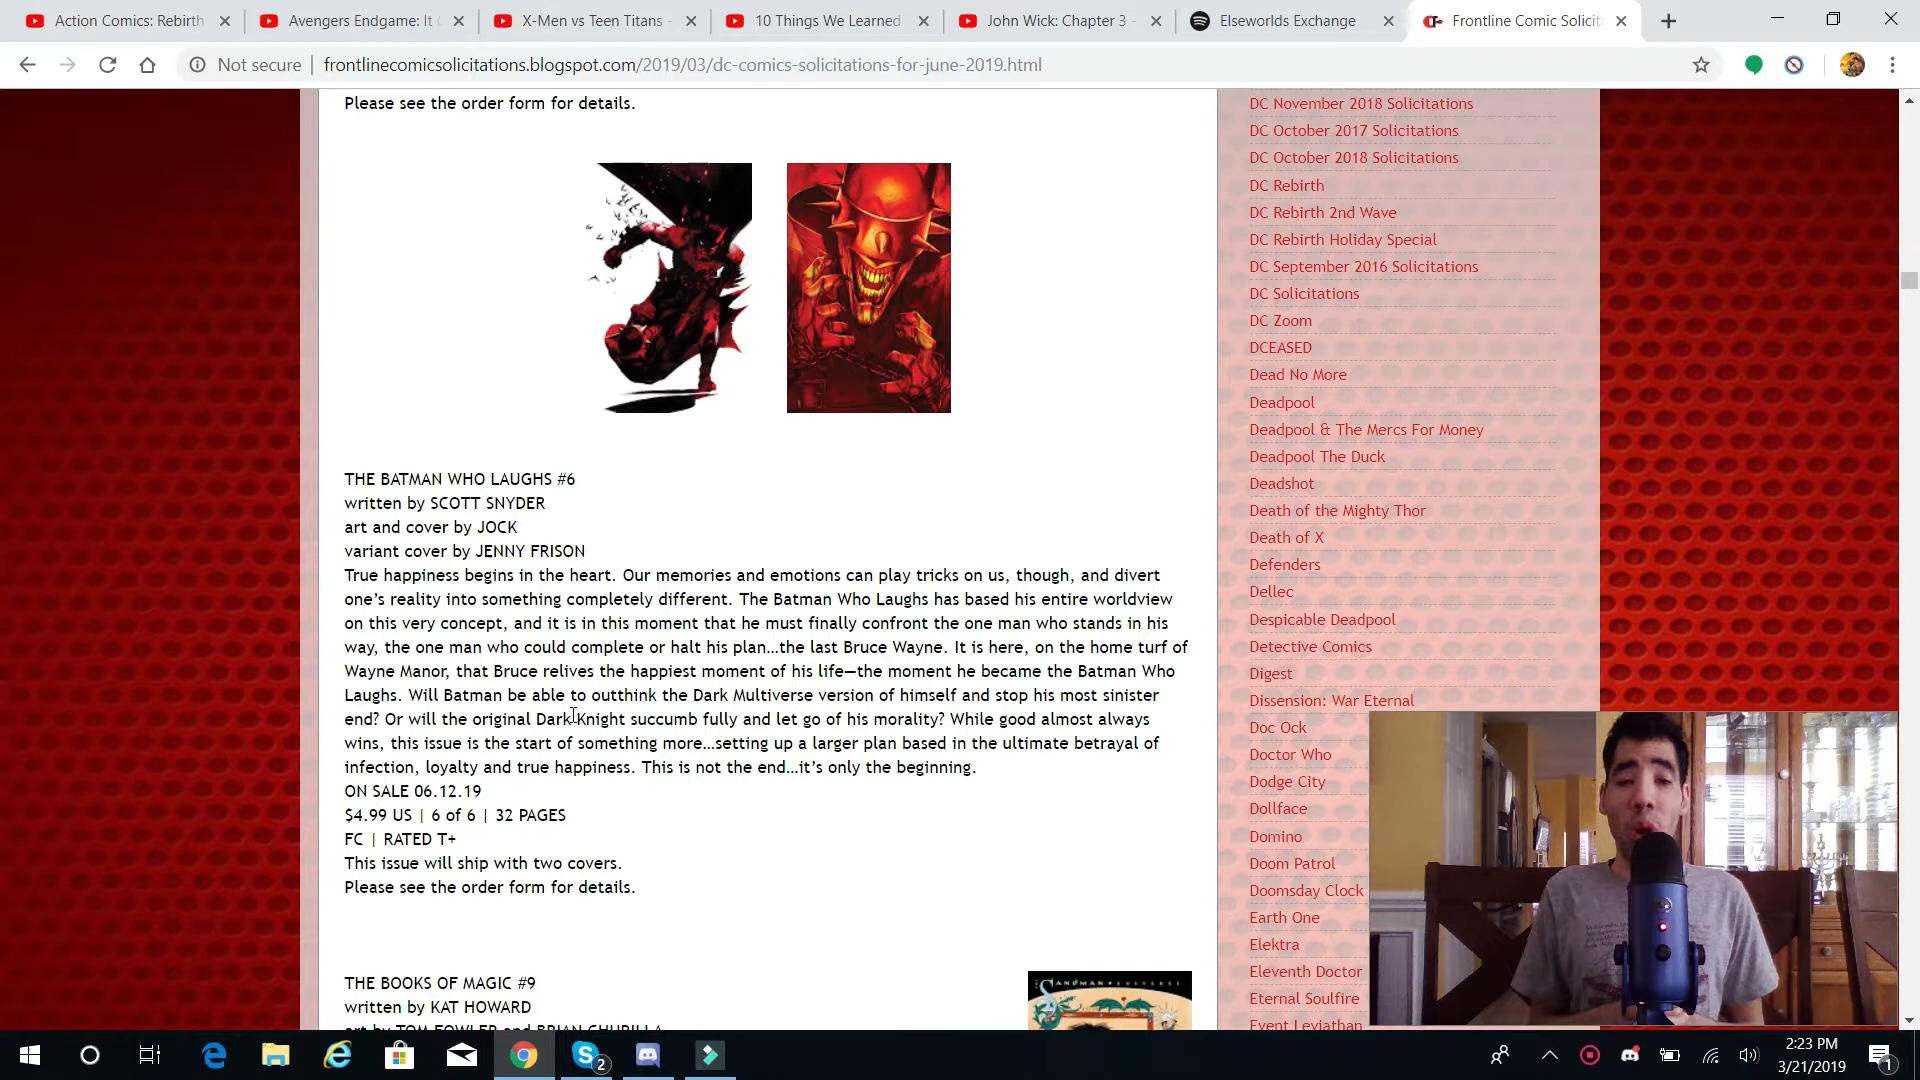 Action Comics: Rebirth
Avengers Endgame: It
X-Men vs Teen Titans -
10 Things We Learned
John Wick: Chapter 3 -
Elseworlds Exchange
Frontline Comic Solicit
Not secure
frontlinecomicsolicitations.blogspot.com/2019/03/dc-comics-solicitations-for-june-2019.html
Please see the order form for details.
THE BATMAN WHO LAUGHS #6
written by SCOTT SNYDER
art and cover by JOCK
variant cover by JENNY FRISON
True happiness begins in the heart. Our memories and emotions can play tricks on us, though, and divert
one’s reality into something completely different. The Batman Who Laughs has based his entire worldview
on this very concept, and it is in this moment that he must finally confront the one man who stands in his
way, the one man who could complete or halt his plan…the last Bruce Wayne. It is here, on the home turf of
Wayne Manor, that Bruce relives the happiest moment of his life—the moment he became the Batman Who
Laughs. Will Batman be able to outthink the Dark Multiverse version of himself and stop his most sinister
end? Or will the original Dark Knight succumb fully and let go of his morality? While good almost always
wins, this issue is the start of something more…setting up a larger plan based in the ultimate betrayal of
infection, loyalty and true happiness. This is not the end…it’s only the beginning.
ON SALE 06.12.19
$4.99 US | 6 of 6 | 32 PAGES
FC | RATED T+
This issue will ship with two covers.
Please see the order form for details.
THE BOOKS OF MAGIC #9
written by KAT HOWARD
art by TOM FOWLER and BRIAN CHURILLA
SANDMAN
DC November 2018 Solicitations
DC October 2017 Solicitations
DC October 2018 Solicitations
DC Rebirth
DC Rebirth 2nd Wave
DC Rebirth Holiday Special
DC September 2016 Solicitations
DC Solicitations
DC Zoom
DCEASED
Dead No More
Deadpool
Deadpool & The Mercs For Money
Deadpool The Duck
Deadshot
Death of the Mighty Thor
Death of X
Defenders
Dellec
Despicable Deadpool
Detective Comics
Digest
Dissension: War Eternal
Doc Ock
Doctor Who
Dodge City
Dollface
Domino
Doom Patrol
Doomsday Clock
Earth One
Elektra
Eleventh Doctor
Eternal Soulfire
Event Leviathan
2
2:23 PM
3/21/2019
1